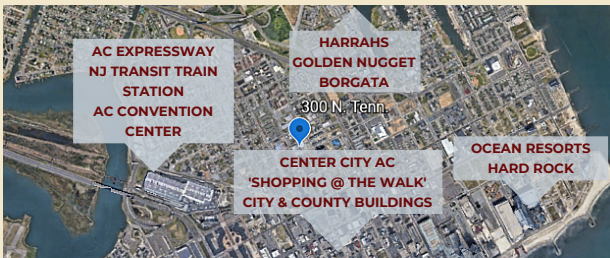 AC EXPRESSWAY
NJ TRANSIT TRAIN
STATION
AC CONVENTION
CENTER
HARRAHS
GOLDEN NUGGET
BORGATA
300 N. Tenn.
CENTER CITY AC
'SHOPPING @ THE WALK'
CITY & COUNTY BUILDINGS
OCEAN RESORTS
HARD ROCK